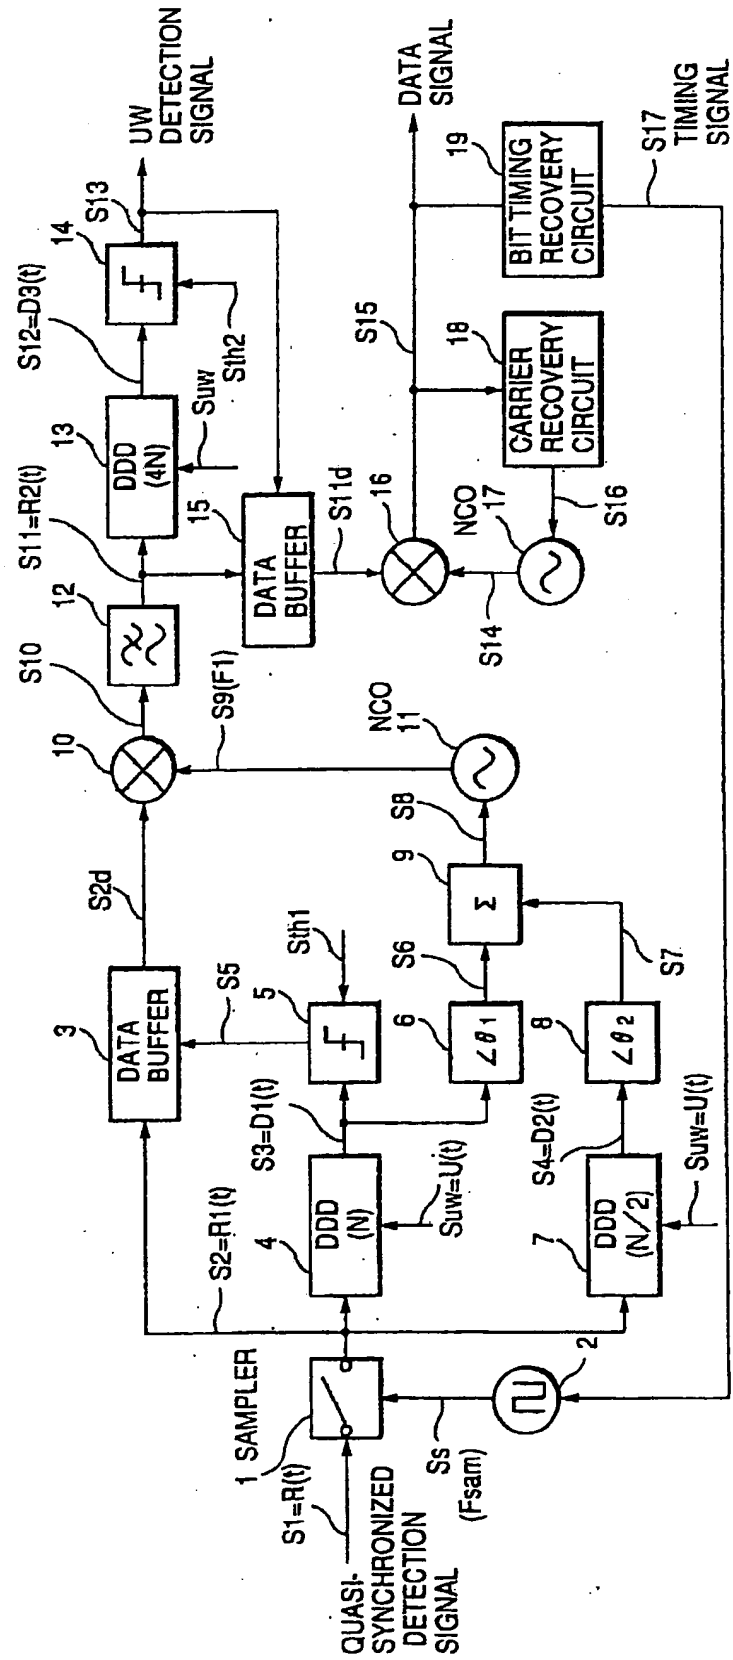 QUASI-
SYNCHRONIZED
DETECTION
SIGNAL
S1=R(t)
1 SAMPLER
Ss
(Fsam)
2
S2=R1(t)
4
DDD
(N)
Suw=U(t)
S3=D1(t)
5
Sth1
S5
3
DATA
BUFFER
S2d
7
DDD
(N/2)
Suw=U(t)
S4=D2(t)
6
∠θ1
S6
8
∠θ2
S7
9
Σ
S8
NCO
11
S9(F1)
10
S10
12
S11=R2(t)
13
DDD
(4N)
Suw
S12=D3(t)
14
Sth2
S13
UW
DETECTION
SIGNAL
15
DATA
BUFFER
S11d
16
S14
NCO
17
S16
18
CARRIER
RECOVERY
CIRCUIT
S15
19
BIT TIMING
RECOVERY
CIRCUIT
DATA
SIGNAL
S17
TIMING
SIGNAL